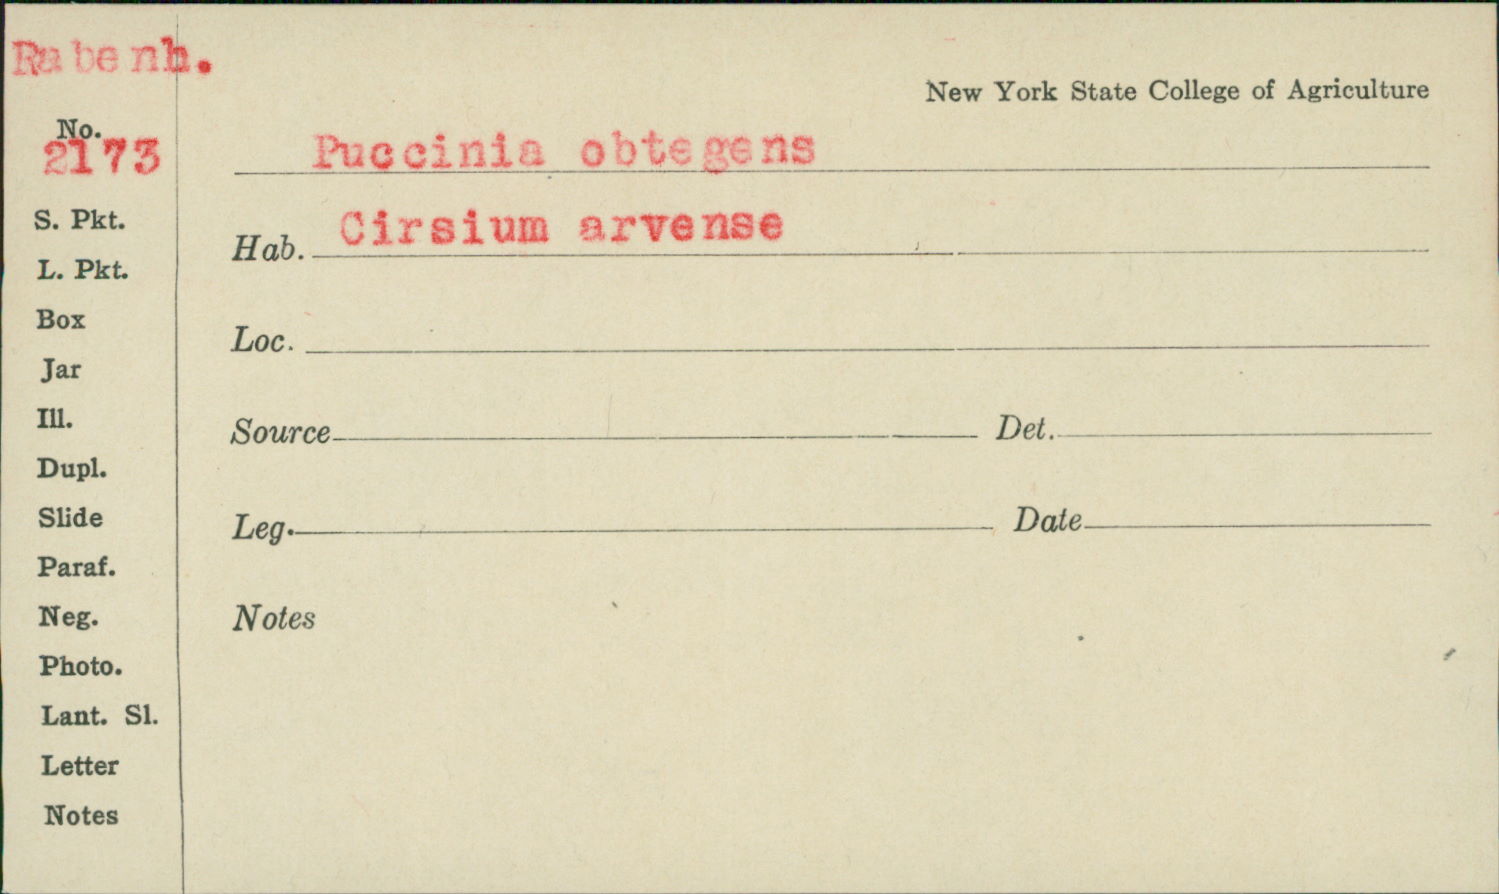 Rabenh.
New York State College of Agriculture
No.
2173
Puccinia obtegens
S. Pkt.
Hab. Cirsium arvense
L. Pkt.
Box
Loc.
Jar
Ill.
Source Det.
Dupl.
Slide
Leg. Date
Paraf.
Neg.
Notes
Photo.
Lant. Sl.
Letter
Notes